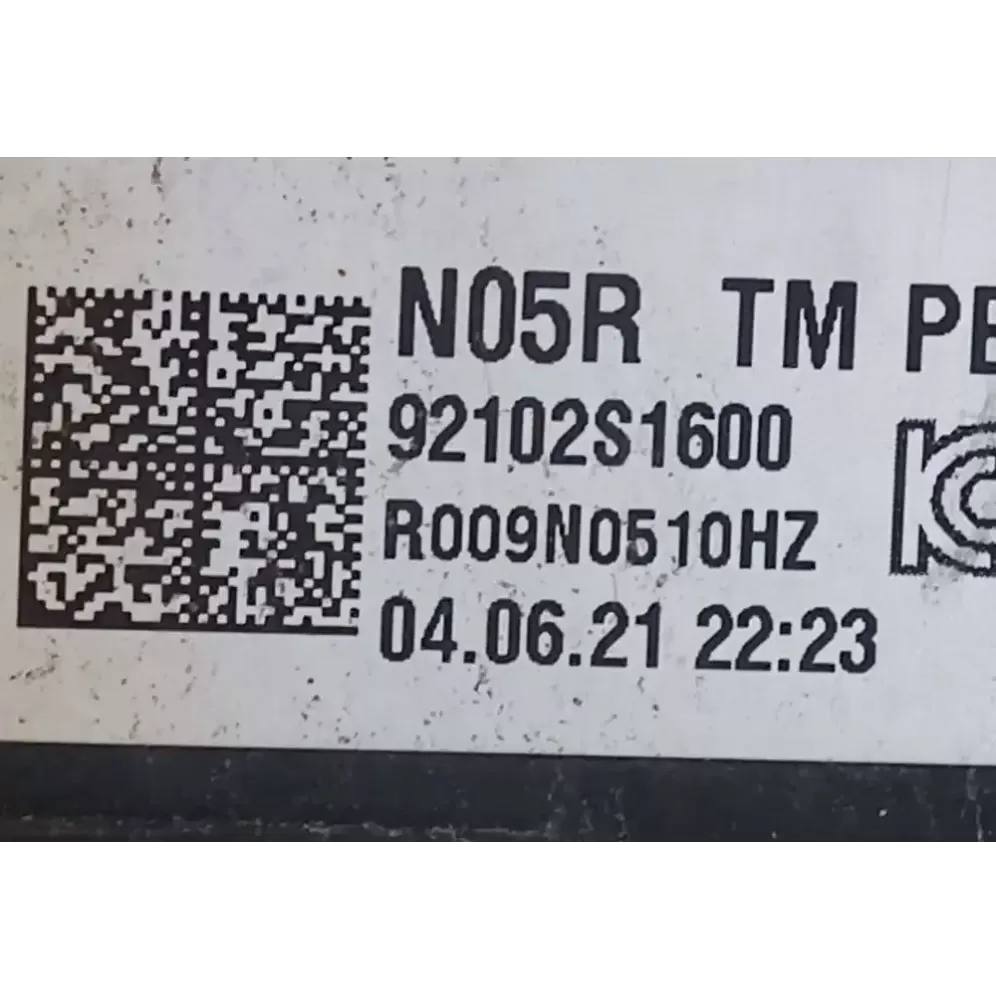 N05R TM PE
92102S1600
R009N0510HZ
04.06.21 22:23